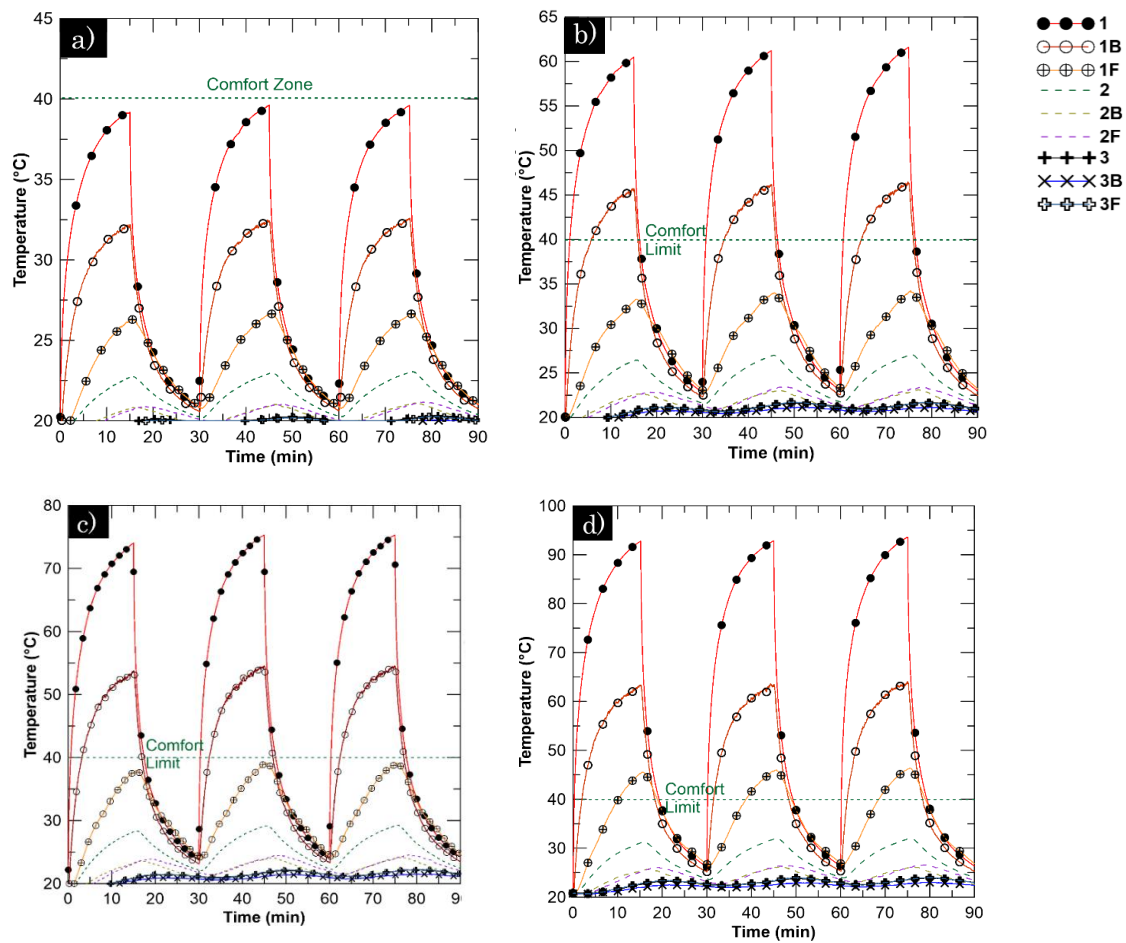 a)
Temperature (°C)
45
40
35
30
25
20
Comfort Zone
0 10 20 30 40 50 60 70 80 90
Time (min)
b)
Temperature (°C)
65
60
55
50
45
40
35
30
25
20
Comfort
Limit
0 10 20 30 40 50 60 70 80 90
Time (min)
1
1B
1F
2
2B
2F
3
3B
3F
c)
Temperature (°C)
80
70
60
50
40
30
20
Comfort
Limit
0 10 20 30 40 50 60 70 80 90
Time (min)
d)
Temperature (°C)
100
90
80
70
60
50
40
30
20
Comfort
Limit
0 10 20 30 40 50 60 70 80 90
Time (min)